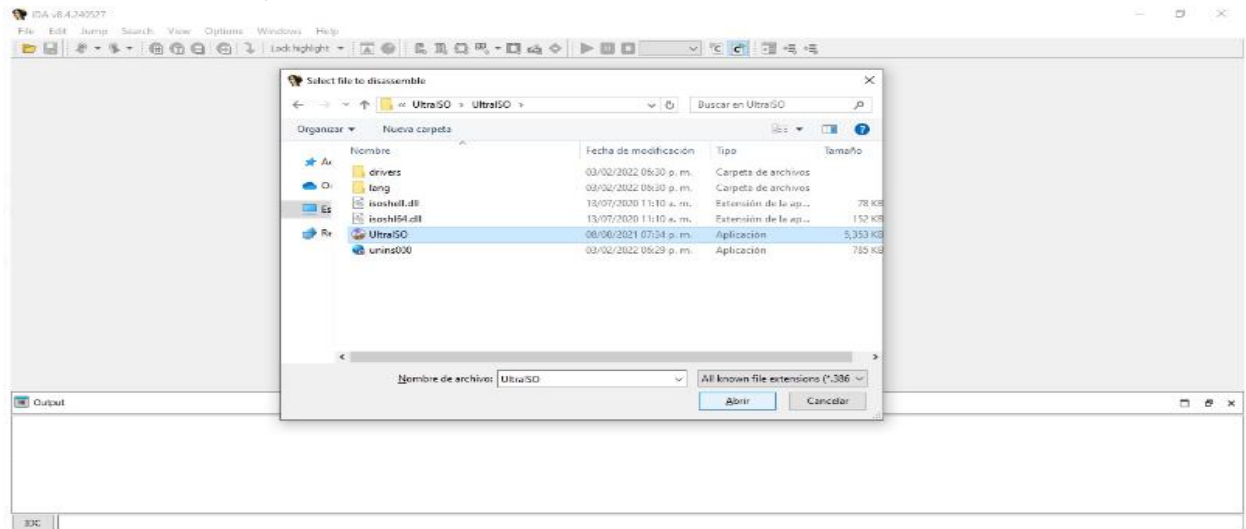 IDA v8.4.240527
File Edit Jump Search View Options Windows Help
Lock highlight
Select file to disassemble
« UltraISO > UltraISO >
Buscar en UltraISO
Organizar Nueva carpeta
Nombre Fecha de modificación Tipo Tamaño
drivers 03/02/2022 06:30 p. m. Carpeta de archivos
lang 03/02/2022 06:30 p. m. Carpeta de archivos
isoshell.dll 13/07/2020 11:10 a. m. Extensión de la ap... 78 KB
isoshl64.dll 13/07/2020 11:10 a. m. Extensión de la ap... 152 KB
UltraISO 08/08/2021 07:34 p. m. Aplicación 5,353 KB
unins000 03/02/2022 06:29 p. m. Aplicación 785 KB
Es
Re
Nombre de archivo: UltraISO
All known file extensions (*.386
Abrir Cancelar
Output
IDC